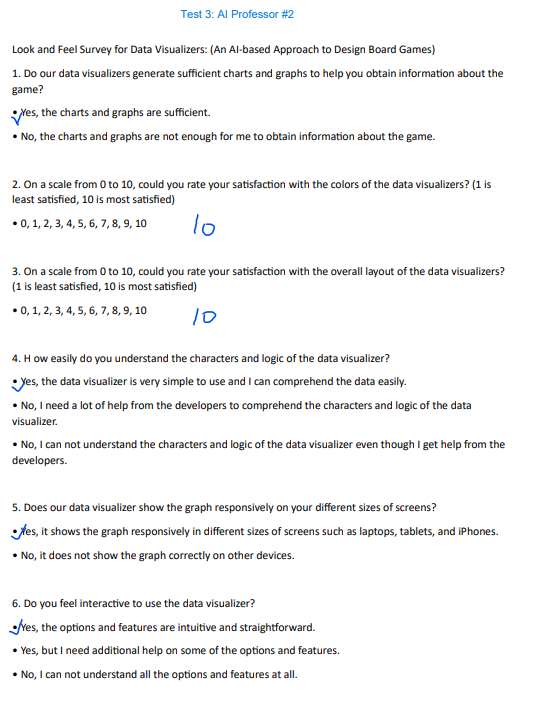 Test 3: AI Professor #2
Look and Feel Survey for Data Visualizers: (An AI-based Approach to Design Board Games)
1. Do our data visualizers generate sufficient charts and graphs to help you obtain information about the
game?
• Yes, the charts and graphs are sufficient.
• No, the charts and graphs are not enough for me to obtain information about the game.
2. On a scale from 0 to 10, could you rate your satisfaction with the colors of the data visualizers? (1 is
least satisfied, 10 is most satisfied)
• 0, 1, 2, 3, 4, 5, 6, 7, 8, 9, 10 10
3. On a scale from 0 to 10, could you rate your satisfaction with the overall layout of the data visualizers?
(1 is least satisfied, 10 is most satisfied)
• 0, 1, 2, 3, 4, 5, 6, 7, 8, 9, 10 10
4. H ow easily do you understand the characters and logic of the data visualizer?
• Yes, the data visualizer is very simple to use and I can comprehend the data easily.
• No, I need a lot of help from the developers to comprehend the characters and logic of the data
visualizer.
• No, I can not understand the characters and logic of the data visualizer even though I get help from the
developers.
5. Does our data visualizer show the graph responsively on your different sizes of screens?
• Yes, it shows the graph responsively in different sizes of screens such as laptops, tablets, and iPhones.
• No, it does not show the graph correctly on other devices.
6. Do you feel interactive to use the data visualizer?
• Yes, the options and features are intuitive and straightforward.
• Yes, but I need additional help on some of the options and features.
• No, I can not understand all the options and features at all.